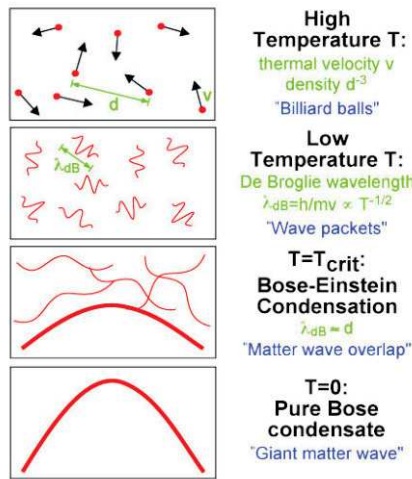 High
Temperature T:
thermal velocity v
density d⁻³
"Billiard balls"
d
v
Low
Temperature T:
De Broglie wavelength
λdB=h/mv ∝ T⁻¹/²
"Wave packets"
λdB
T=Tcrit:
Bose-Einstein
Condensation
λdB ≈ d
"Matter wave overlap"
T=0:
Pure Bose
condensate
"Giant matter wave"